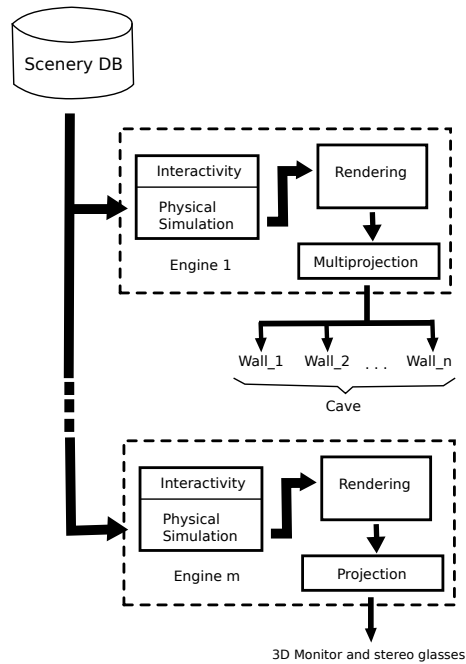 Scenery DB
Interactivity
Physical
Simulation
Engine 1
Rendering
Multiprojection
Wall_1 Wall_2 . . . Wall_n
Cave
Interactivity
Physical
Simulation
Engine m
Rendering
Projection
3D Monitor and stereo glasses